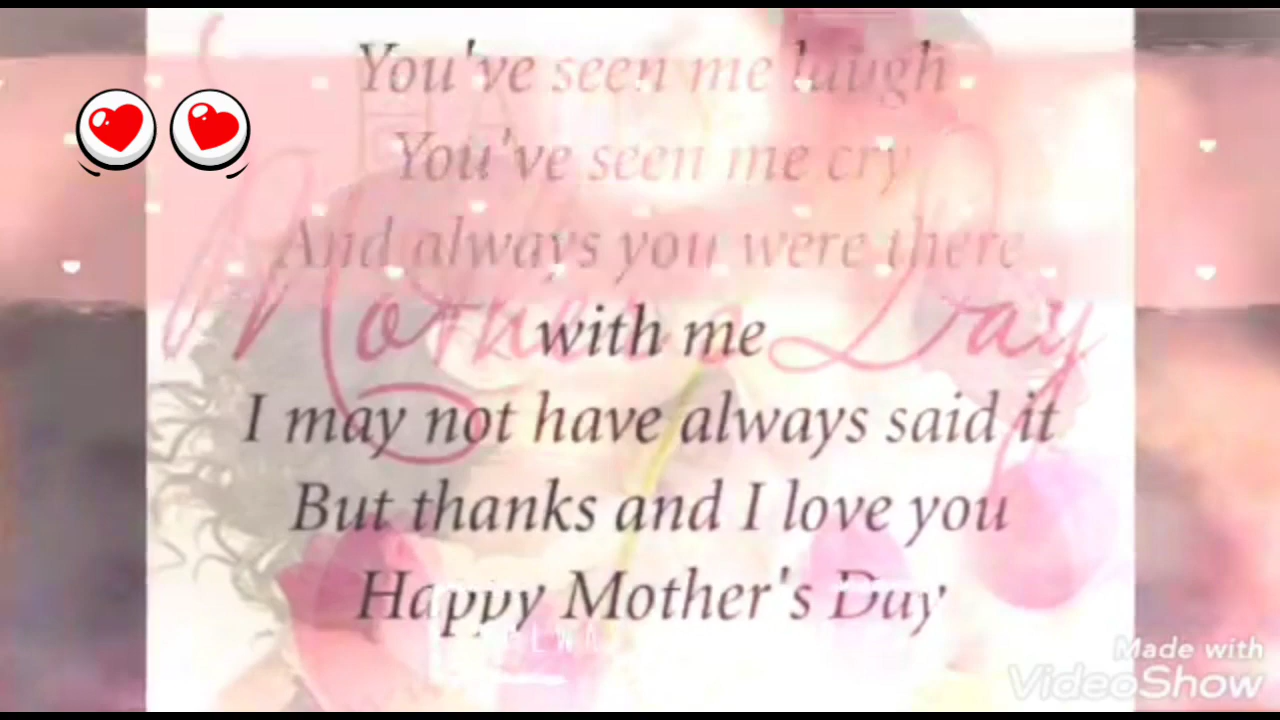 You've seen me laugh
You've seen me cry
And always you were there
with me
I may not have always said it
But thanks and I love you
Happy Mother's Day
Mother's Day
Made with
VideoShow